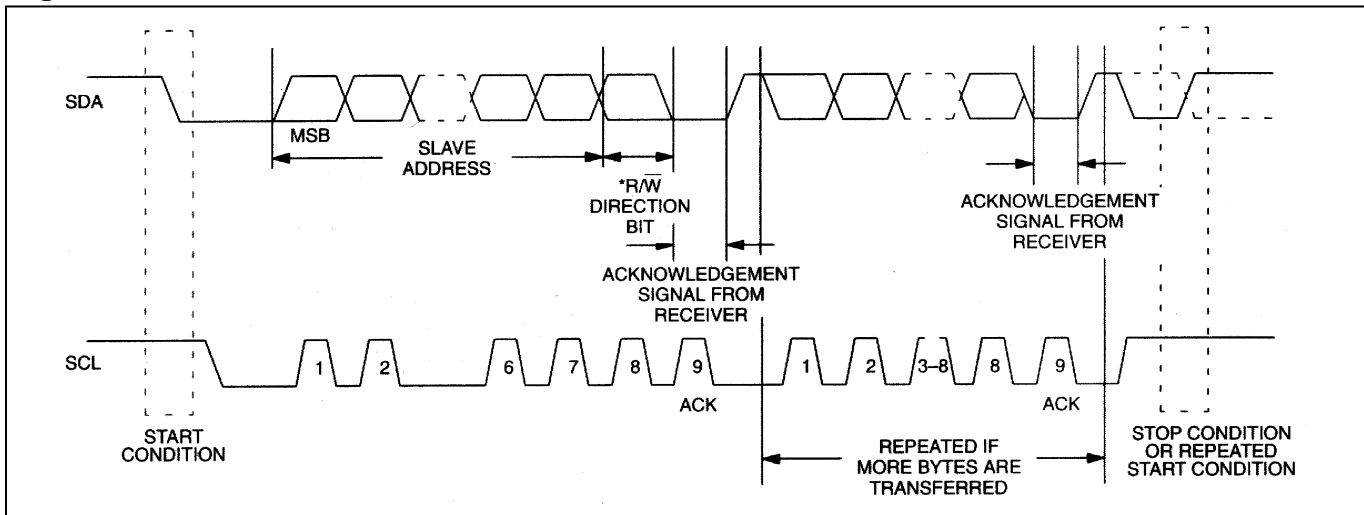 SDA
MSB
SLAVE
ADDRESS
*R/W̅
DIRECTION
BIT
ACKNOWLEDGEMENT
SIGNAL FROM
RECEIVER
ACKNOWLEDGEMENT
SIGNAL FROM
RECEIVER
SCL
1 2 6 7 8 9 1 2 3–8 8 9
ACK ACK
START
CONDITION
REPEATED IF
MORE BYTES ARE
TRANSFERRED
STOP CONDITION
OR REPEATED
START CONDITION